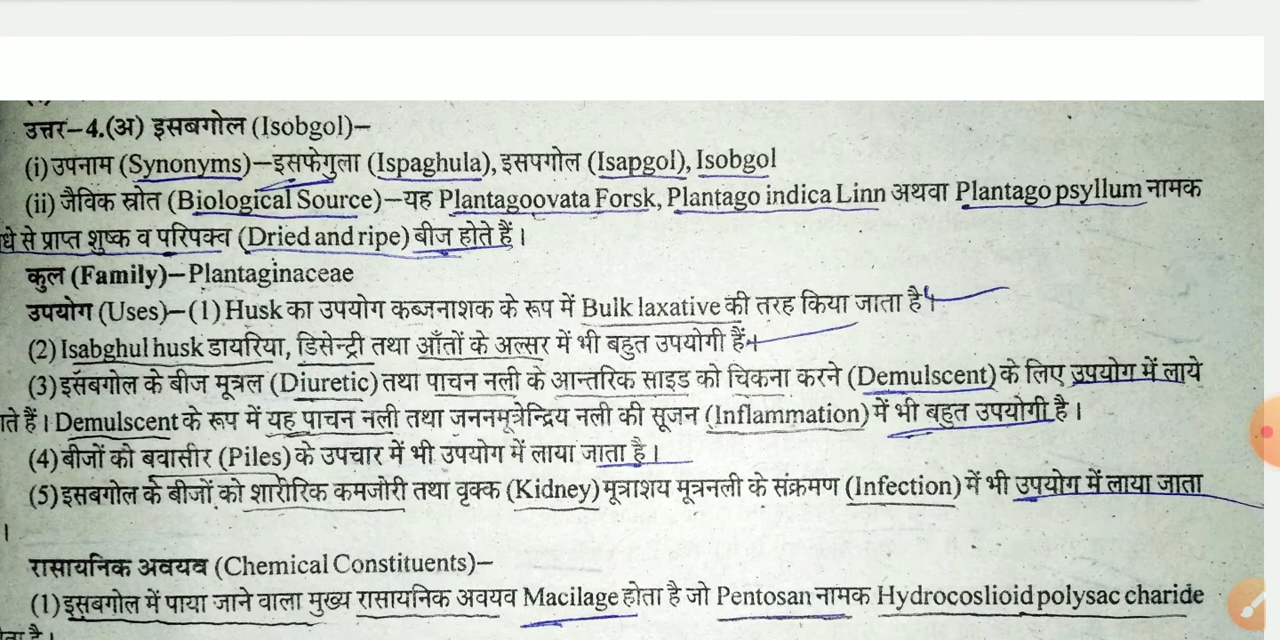 उत्तर–4.(अ) इसबगोल (Isobgol)–
(i) उपनाम (Synonyms)–इसफेगुला (Ispaghula), इसपगोल (Isapgol), Isobgol
(ii) जैविक स्रोत (Biological Source)–यह Plantagoovata Forsk, Plantago indica Linn अथवा Plantago psyllum नामक
धे से प्राप्त शुष्क व परिपक्व (Dried and ripe) बीज होते हैं।
कुल (Family)–Plantaginaceae
उपयोग (Uses)–(1) Husk का उपयोग कब्जनाशक के रूप में Bulk laxative की तरह किया जाता है।
(2) Isabghul husk डायरिया, डिसेन्ट्री तथा आँतों के अल्सर में भी बहुत उपयोगी हैं।
(3) इसबगोल के बीज मूत्रल (Diuretic) तथा पाचन नली के आन्तरिक साइड को चिकना करने (Demulscent) के लिए उपयोग में लाये
ते हैं। Demulscent के रूप में यह पाचन नली तथा जननमूत्रेन्द्रिय नली की सूजन (Inflammation) में भी बहुत उपयोगी है।
(4) बीजों को बवासीर (Piles) के उपचार में भी उपयोग में लाया जाता है।
(5) इसबगोल के बीजों को शारीरिक कमजोरी तथा वृक्क (Kidney) मूत्राशय मूत्रनली के संक्रमण (Infection) में भी उपयोग में लाया जाता
।
रासायनिक अवयव (Chemical Constituents)–
(1) इसबगोल में पाया जाने वाला मुख्य रासायनिक अवयव Macilage होता है जो Pentosan नामक Hydrocoslioid polysac charide